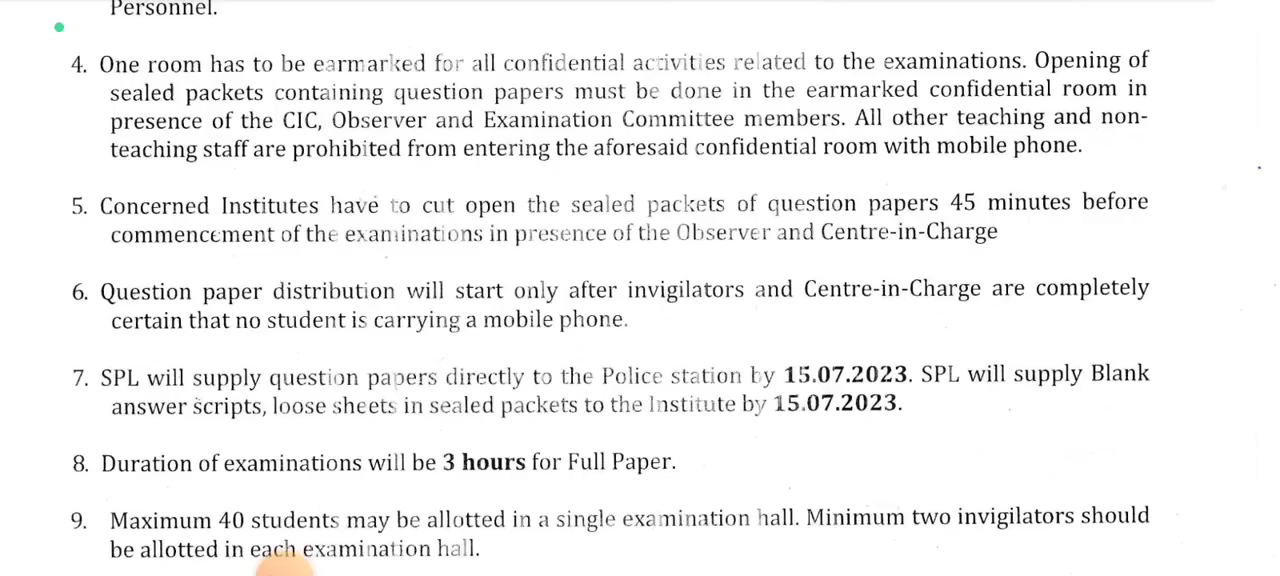 Personnel.
4. One room has to be earmarked for all confidential activities related to the examinations. Opening of
sealed packets containing question papers must be done in the earmarked confidential room in
presence of the CIC, Observer and Examination Committee members. All other teaching and non-
teaching staff are prohibited from entering the aforesaid confidential room with mobile phone.
5. Concerned Institutes have to cut open the sealed packets of question papers 45 minutes before
commencement of the examinations in presence of the Observer and Centre-in-Charge
6. Question paper distribution will start only after invigilators and Centre-in-Charge are completely
certain that no student is carrying a mobile phone.
7. SPL will supply question papers directly to the Police station by 15.07.2023. SPL will supply Blank
answer scripts, loose sheets in sealed packets to the Institute by 15.07.2023.
8. Duration of examinations will be 3 hours for Full Paper.
9. Maximum 40 students may be allotted in a single examination hall. Minimum two invigilators should
be allotted in each examination hall.